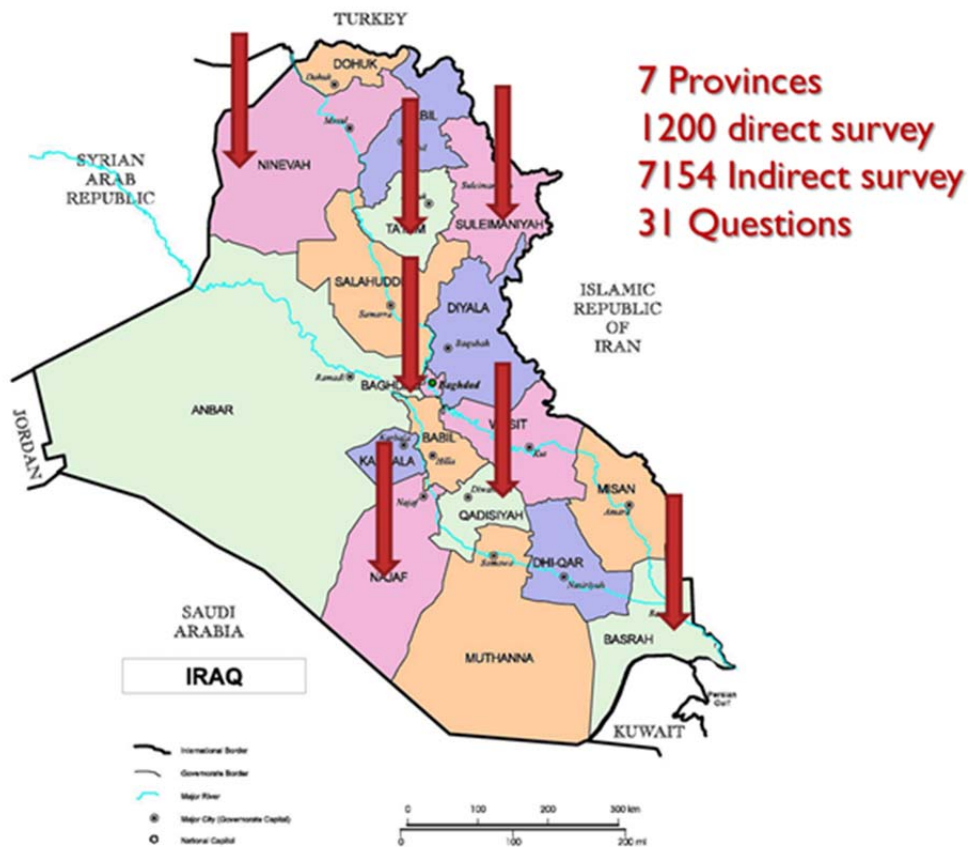 TURKEY
7 Provinces
1200 direct survey
7154 Indirect survey
31 Questions
DOHUK
Dohuk
Mosul
NINEVAH
SYRIAN
ARAB
REPUBLIC
SULEIMANIYAH
SALAHUDDI
Samarra
DIYALA
Baqubah
ISLAMIC
REPUBLIC
OF
IRAN
Ramadi
BAGHD
Baghdad
ANBAR
JORDAN
BABIL
Hilla
Kut
MISAN
Amara
Najaf
QADISIYAH
Samawa
DHI-QAR
Nasiriyah
NAJAF
BASRAH
SAUDI
ARABIA
MUTHANNA
IRAQ
Persian
Gulf
KUWAIT
International Border
Governorate Border
Major River
Major City (Governorate Capital)
National Capitol
0 100 200 300 km
0 100 200 mi